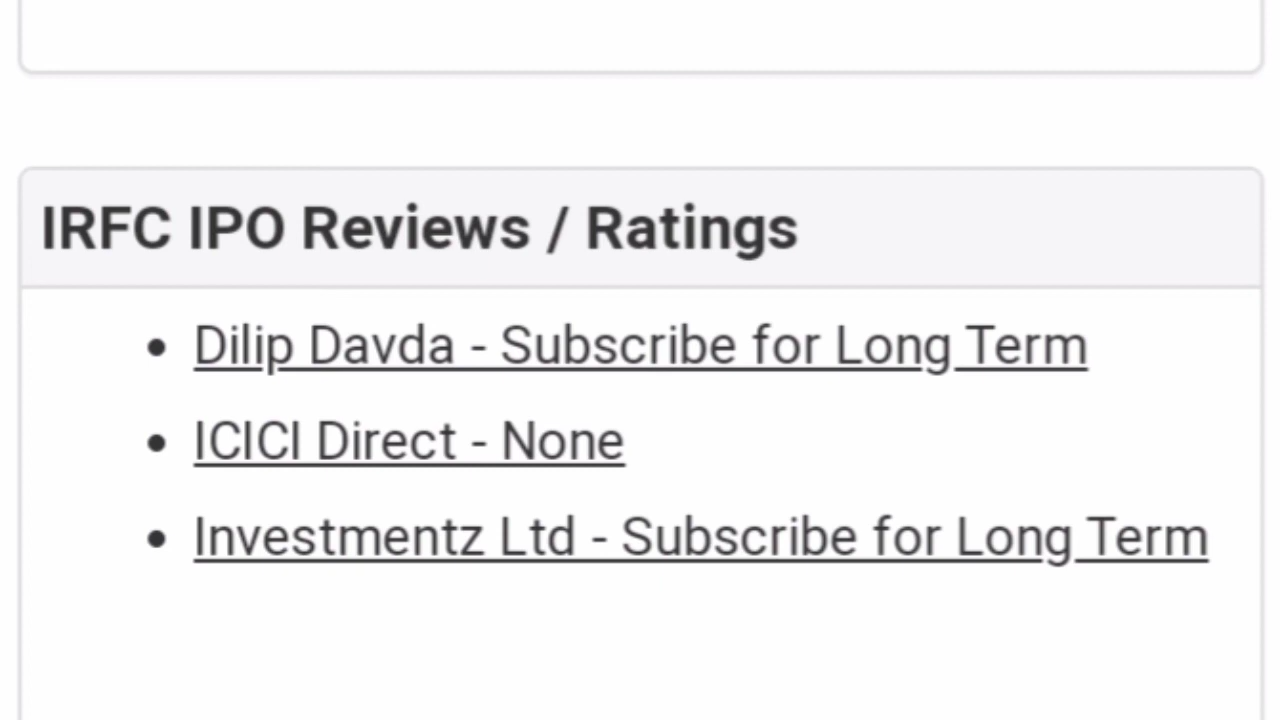 IRFC IPO Reviews / Ratings
Dilip Davda - Subscribe for Long Term
ICICI Direct - None
Investmentz Ltd - Subscribe for Long Term